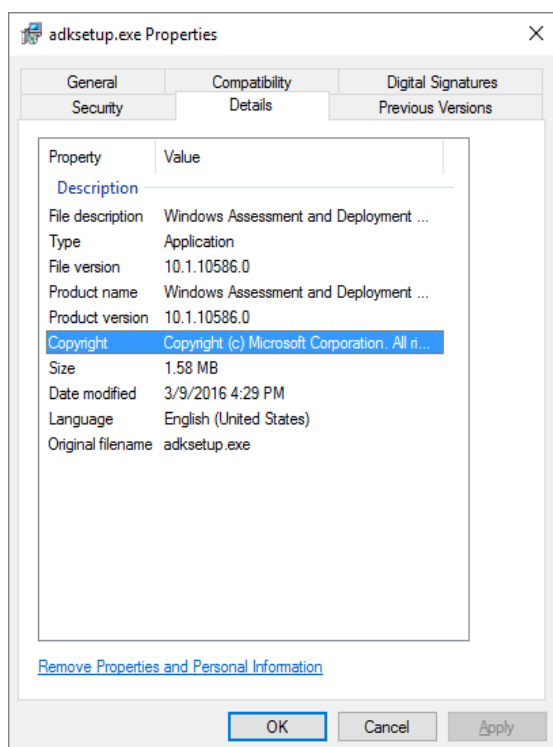 adksetup.exe Properties
General Compatibility Digital Signatures
Security Details Previous Versions
Property Value
Description
File description Windows Assessment and Deployment ...
Type Application
File version 10.1.10586.0
Product name Windows Assessment and Deployment ...
Product version 10.1.10586.0
Copyright Copyright (c) Microsoft Corporation. All ri...
Size 1.58 MB
Date modified 3/9/2016 4:29 PM
Language English (United States)
Original filename adksetup.exe
Remove Properties and Personal Information
OK Cancel Apply